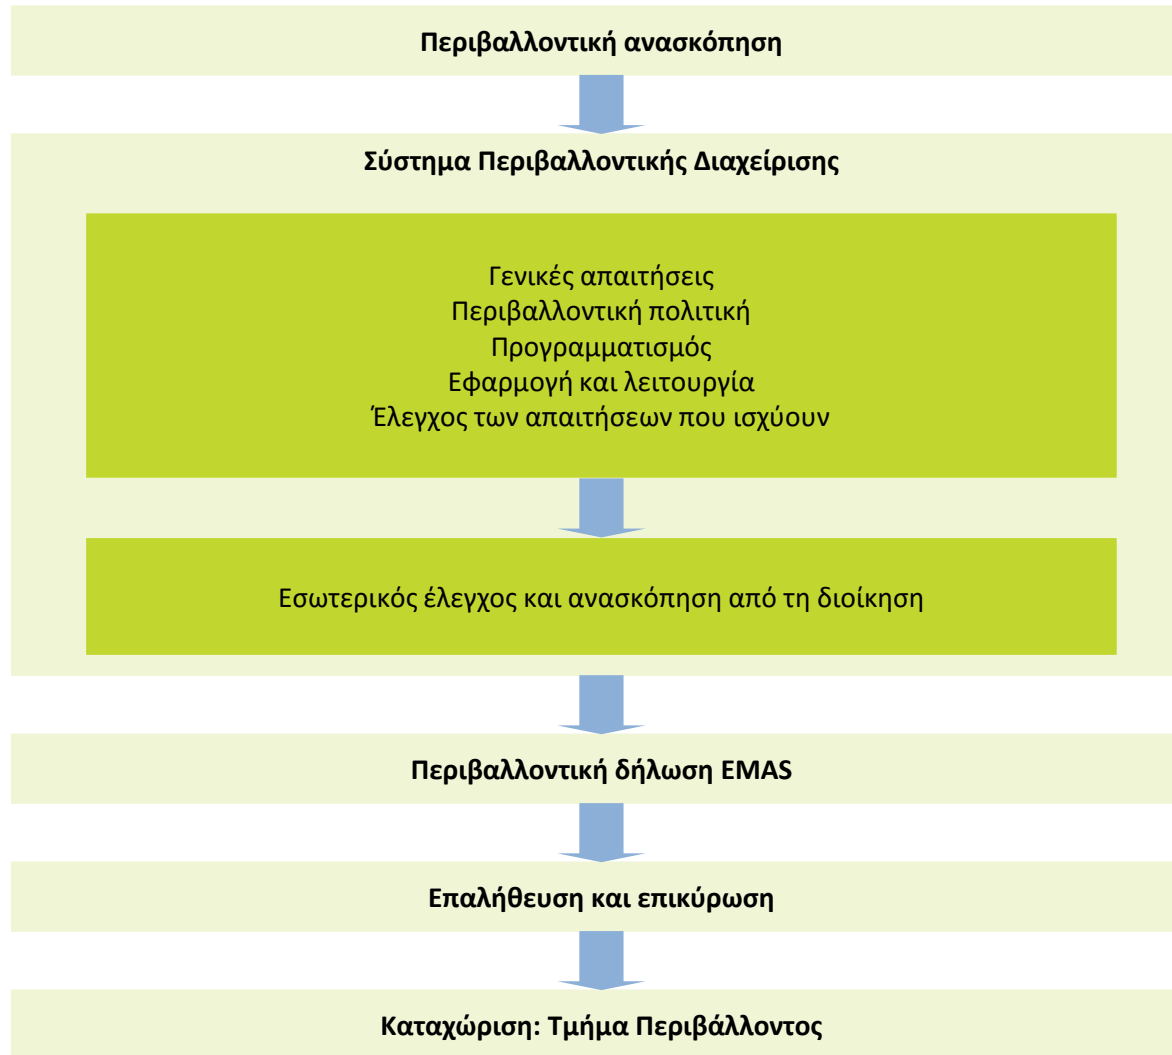 Περιβαλλοντική ανασκόπηση
Σύστημα Περιβαλλοντικής Διαχείρισης
Γενικές απαιτήσεις
Περιβαλλοντική πολιτική
Προγραμματισμός
Εφαρμογή και λειτουργία
Έλεγχος των απαιτήσεων που ισχύουν
Εσωτερικός έλεγχος και ανασκόπηση από τη διοίκηση
Περιβαλλοντική δήλωση EMAS
Επαλήθευση και επικύρωση
Καταχώριση: Τμήμα Περιβάλλοντος